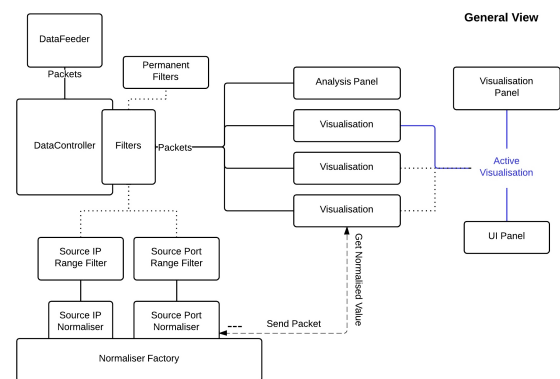 General View
DataFeeder
Packets
Permanent
Filters
Analysis Panel
Visualisation
Panel
DataController
Filters
Packets
Visualisation
Visualisation
Visualisation
Active
Visualisation
UI Panel
Source IP
Range Filter
Source Port
Range Filter
Get Normalised Value
Source IP
Normaliser
Source Port
Normaliser
Send Packet
Normaliser Factory